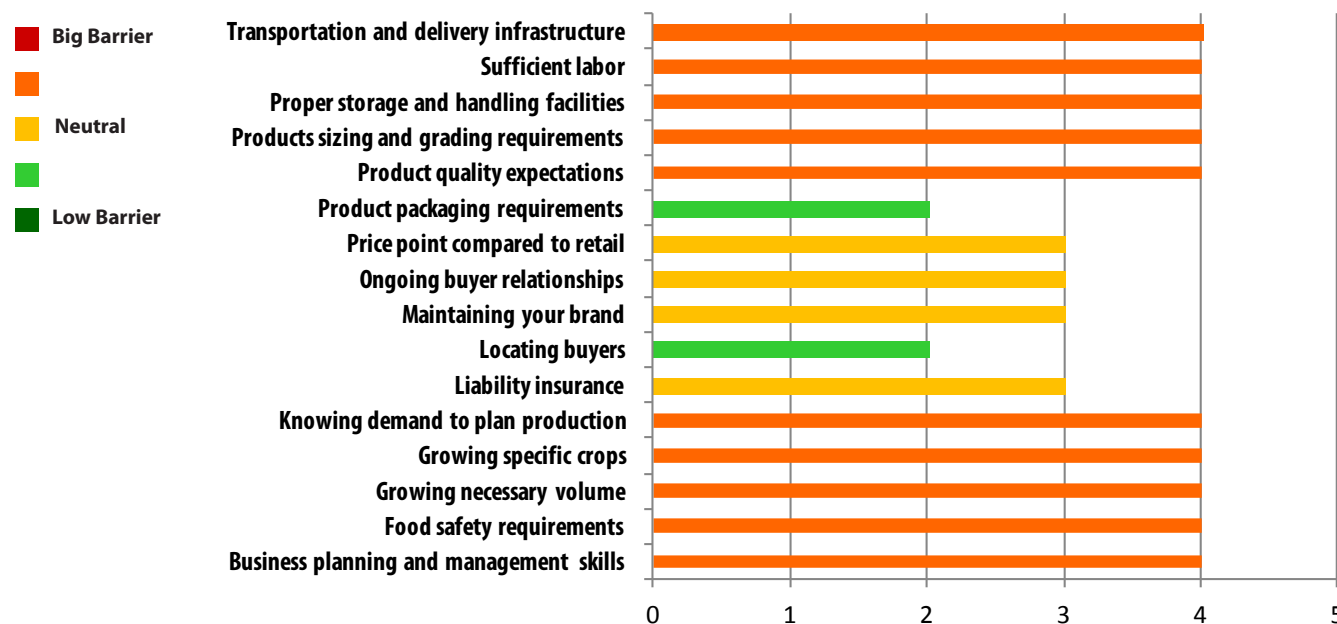 Big Barrier
Neutral
Low Barrier
Transportation and delivery infrastructure
Sufficient labor
Proper storage and handling facilities
Products sizing and grading requirements
Product quality expectations
Product packaging requirements
Price point compared to retail
Ongoing buyer relationships
Maintaining your brand
Locating buyers
Liability insurance
Knowing demand to plan production
Growing specific crops
Growing necessary volume
Food safety requirements
Business planning and management skills
0 1 2 3 4 5